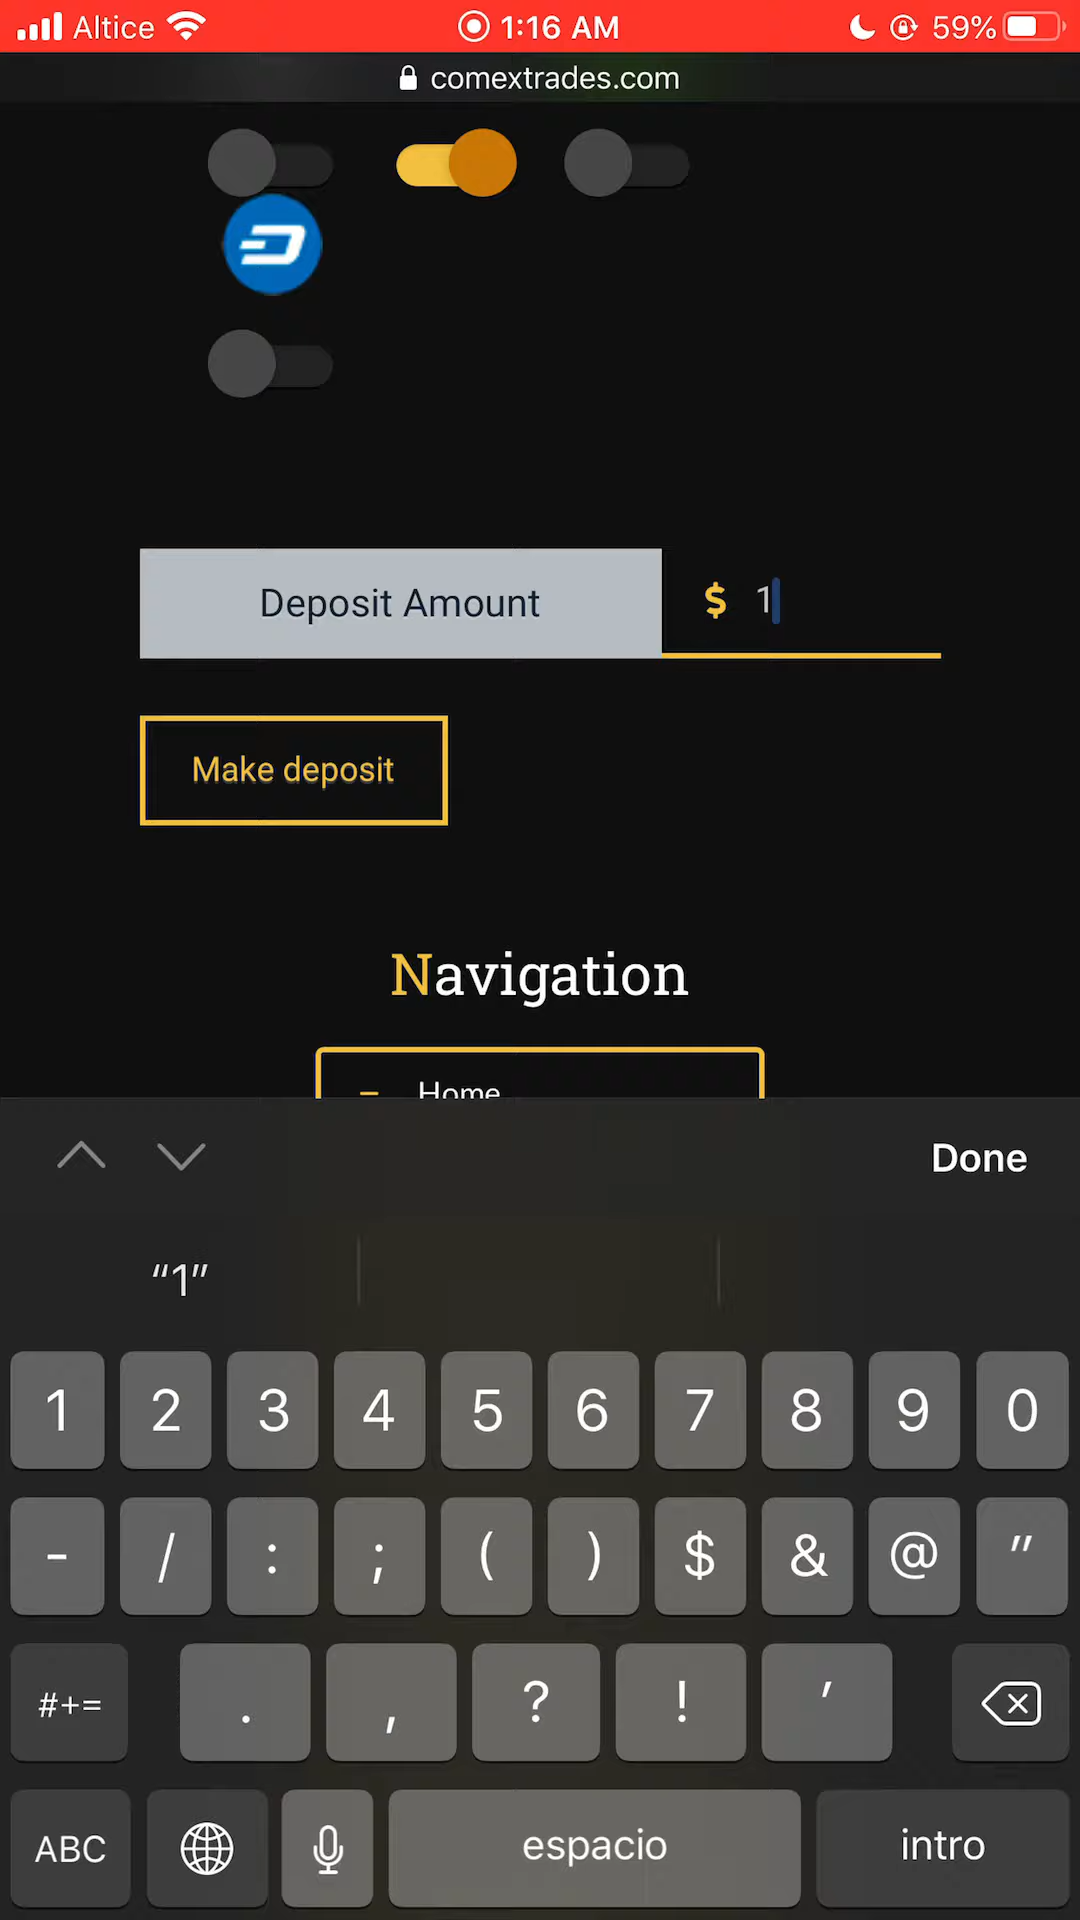 Altice 1:16 AM 59%
comextrades.com
Deposit Amount $ 1
Make deposit
Navigation
– Home
Done
“1”
1 2 3 4 5 6 7 8 9 0
- / : ; ( ) $ & @ "
#+= . , ? ! '
ABC espacio intro